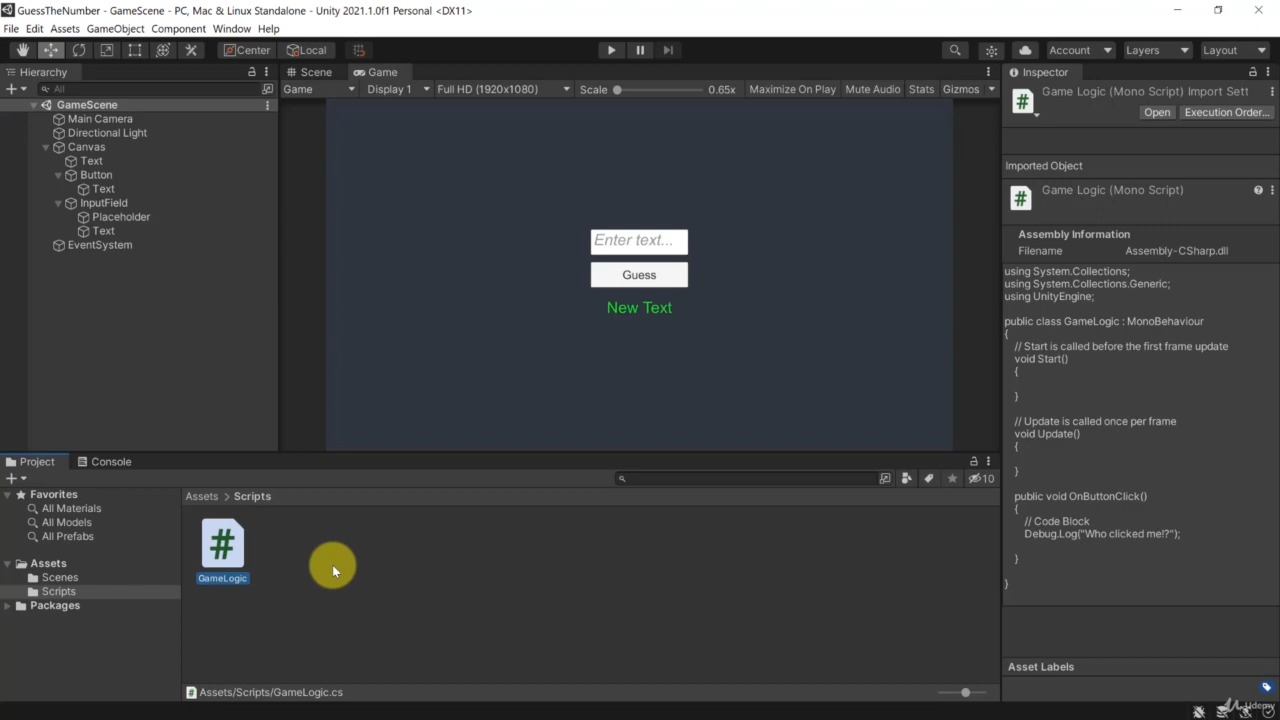 GuessTheNumber - GameScene - PC, Mac & Linux Standalone - Unity 2021.1.0f1 Personal <DX11>
File Edit Assets GameObject Component Window Help
Center Local Account Layers Layout
Hierarchy
All
GameScene
Main Camera
Directional Light
Canvas
Text
Button
Text
InputField
Placeholder
Text
EventSystem
Scene Game
Game Display 1 Full HD (1920x1080) Scale 0.65x Maximize On Play Mute Audio Stats Gizmos
Enter text...
Guess
New Text
Inspector
Game Logic (Mono Script) Import Sett
Open Execution Order...
Imported Object
Game Logic (Mono Script)
Assembly Information
Filename Assembly-CSharp.dll
using System.Collections;
using System.Collections.Generic;
using UnityEngine;
public class GameLogic : MonoBehaviour
{
// Start is called before the first frame update
void Start()
{
}
// Update is called once per frame
void Update()
{
}
public void OnButtonClick()
{
// Code Block
Debug.Log("Who clicked me!?");
}
}
Asset Labels
Project Console
10
Favorites
All Materials
All Models
All Prefabs
Assets
Scenes
Scripts
Packages
Assets > Scripts
#
GameLogic
Assets/Scripts/GameLogic.cs
Udemy